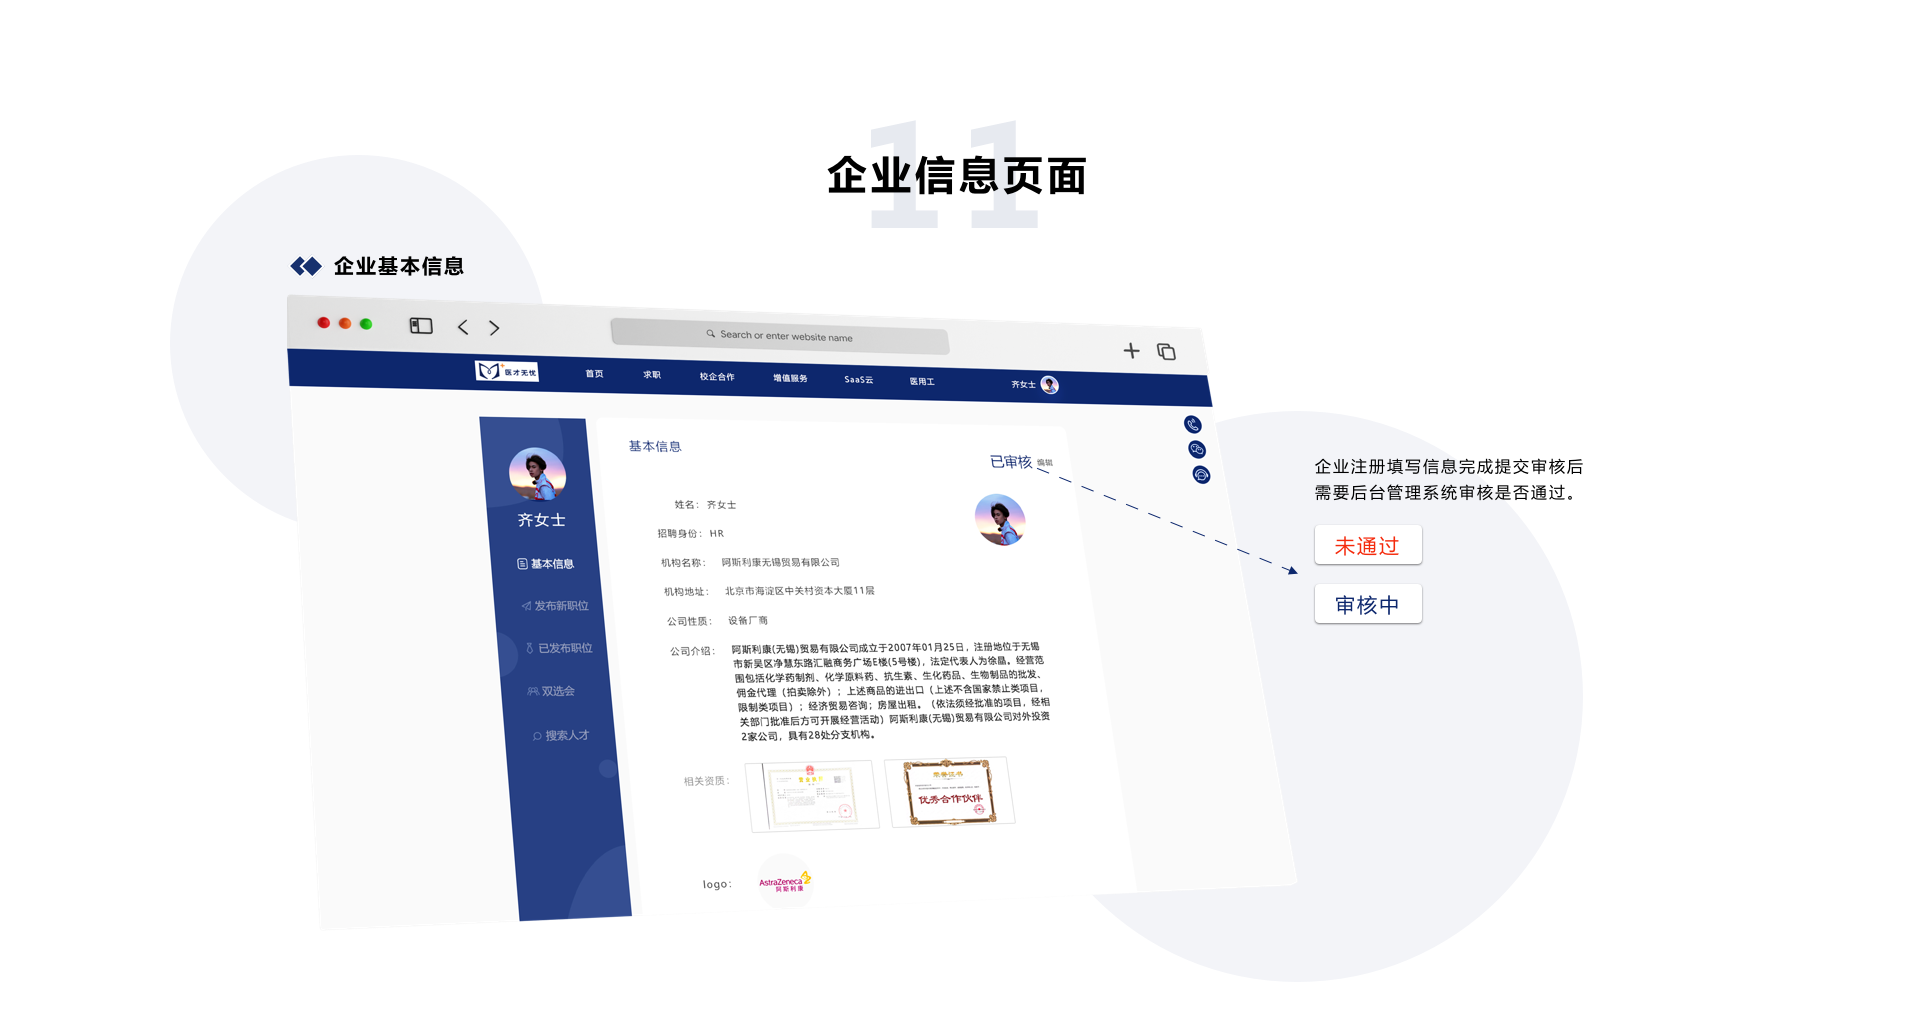 11
企业信息页面
企业基本信息
Search or enter website name
医才无忧
首页
求职
校企合作
增值服务
SaaS云
医用工
齐女士
齐女士
基本信息
发布新职位
已发布职位
双选会
搜索人才
基本信息
已审核 编辑
姓名： 齐女士
招聘身份： HR
机构名称： 阿斯利康无锡贸易有限公司
机构地址： 北京市海淀区中关村资本大厦11层
公司性质： 设备厂商
公司介绍： 阿斯利康(无锡)贸易有限公司成立于2007年01月25日，注册地位于无锡
市新吴区净慧东路汇融商务广场E楼(5号楼)，法定代表人为徐晶。经营范
围包括化学药制剂、化学原料药、抗生素、生化药品、生物制品的批发、
佣金代理（拍卖除外）；上述商品的进出口（上述不含国家禁止类项目，
限制类项目）；经济贸易咨询；房屋出租。（依法须经批准的项目，经相
关部门批准后方可开展经营活动）阿斯利康(无锡)贸易有限公司对外投资
2家公司，具有28处分支机构。
相关资质：
营业执照
荣誉证书
优秀合作伙伴
logo：
AstraZeneca
阿斯利康
企业注册填写信息完成提交审核后
需要后台管理系统审核是否通过。
未通过
审核中